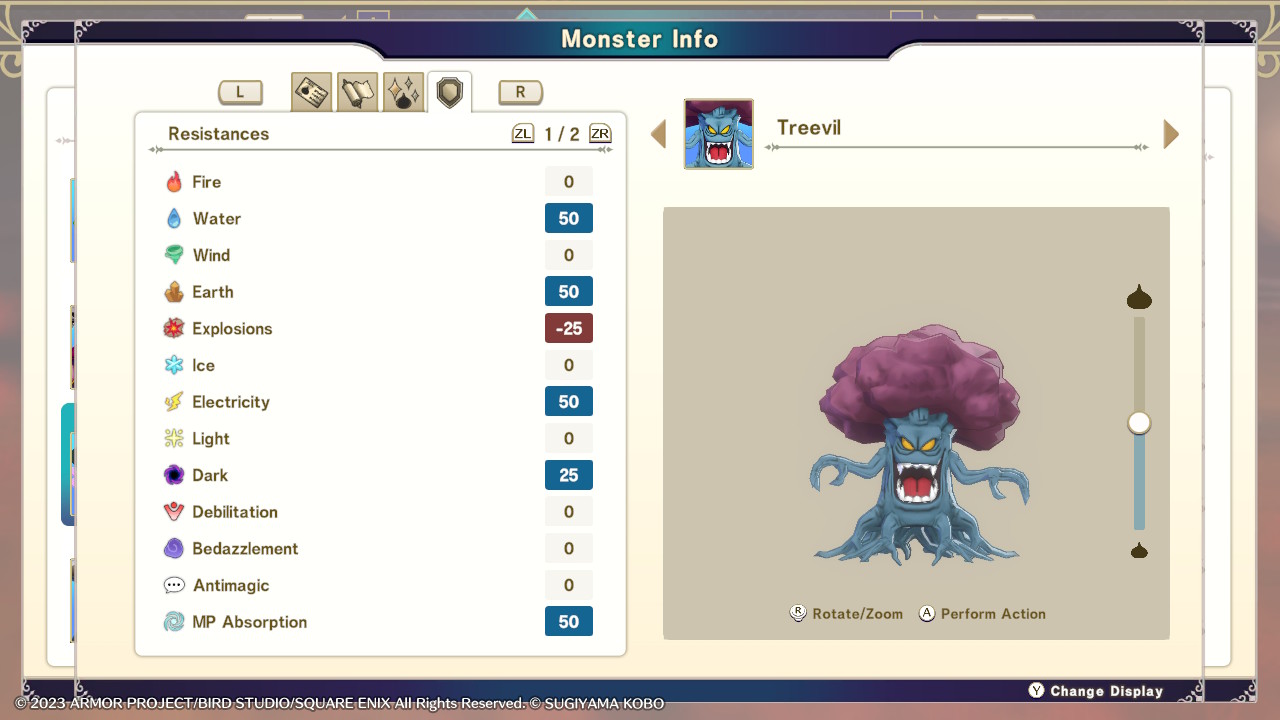 Monster Info
L
R
Resistances
ZL 1 / 2 ZR
Fire 0
Water 50
Wind 0
Earth 50
Explosions -25
Ice 0
Electricity 50
Light 0
Dark 25
Debilitation 0
Bedazzlement 0
Antimagic 0
MP Absorption 50
Treevil
R Rotate/Zoom A Perform Action
Y Change Display
© 2023 ARMOR PROJECT/BIRD STUDIO/SQUARE ENIX All Rights Reserved. © SUGIYAMA KOBO